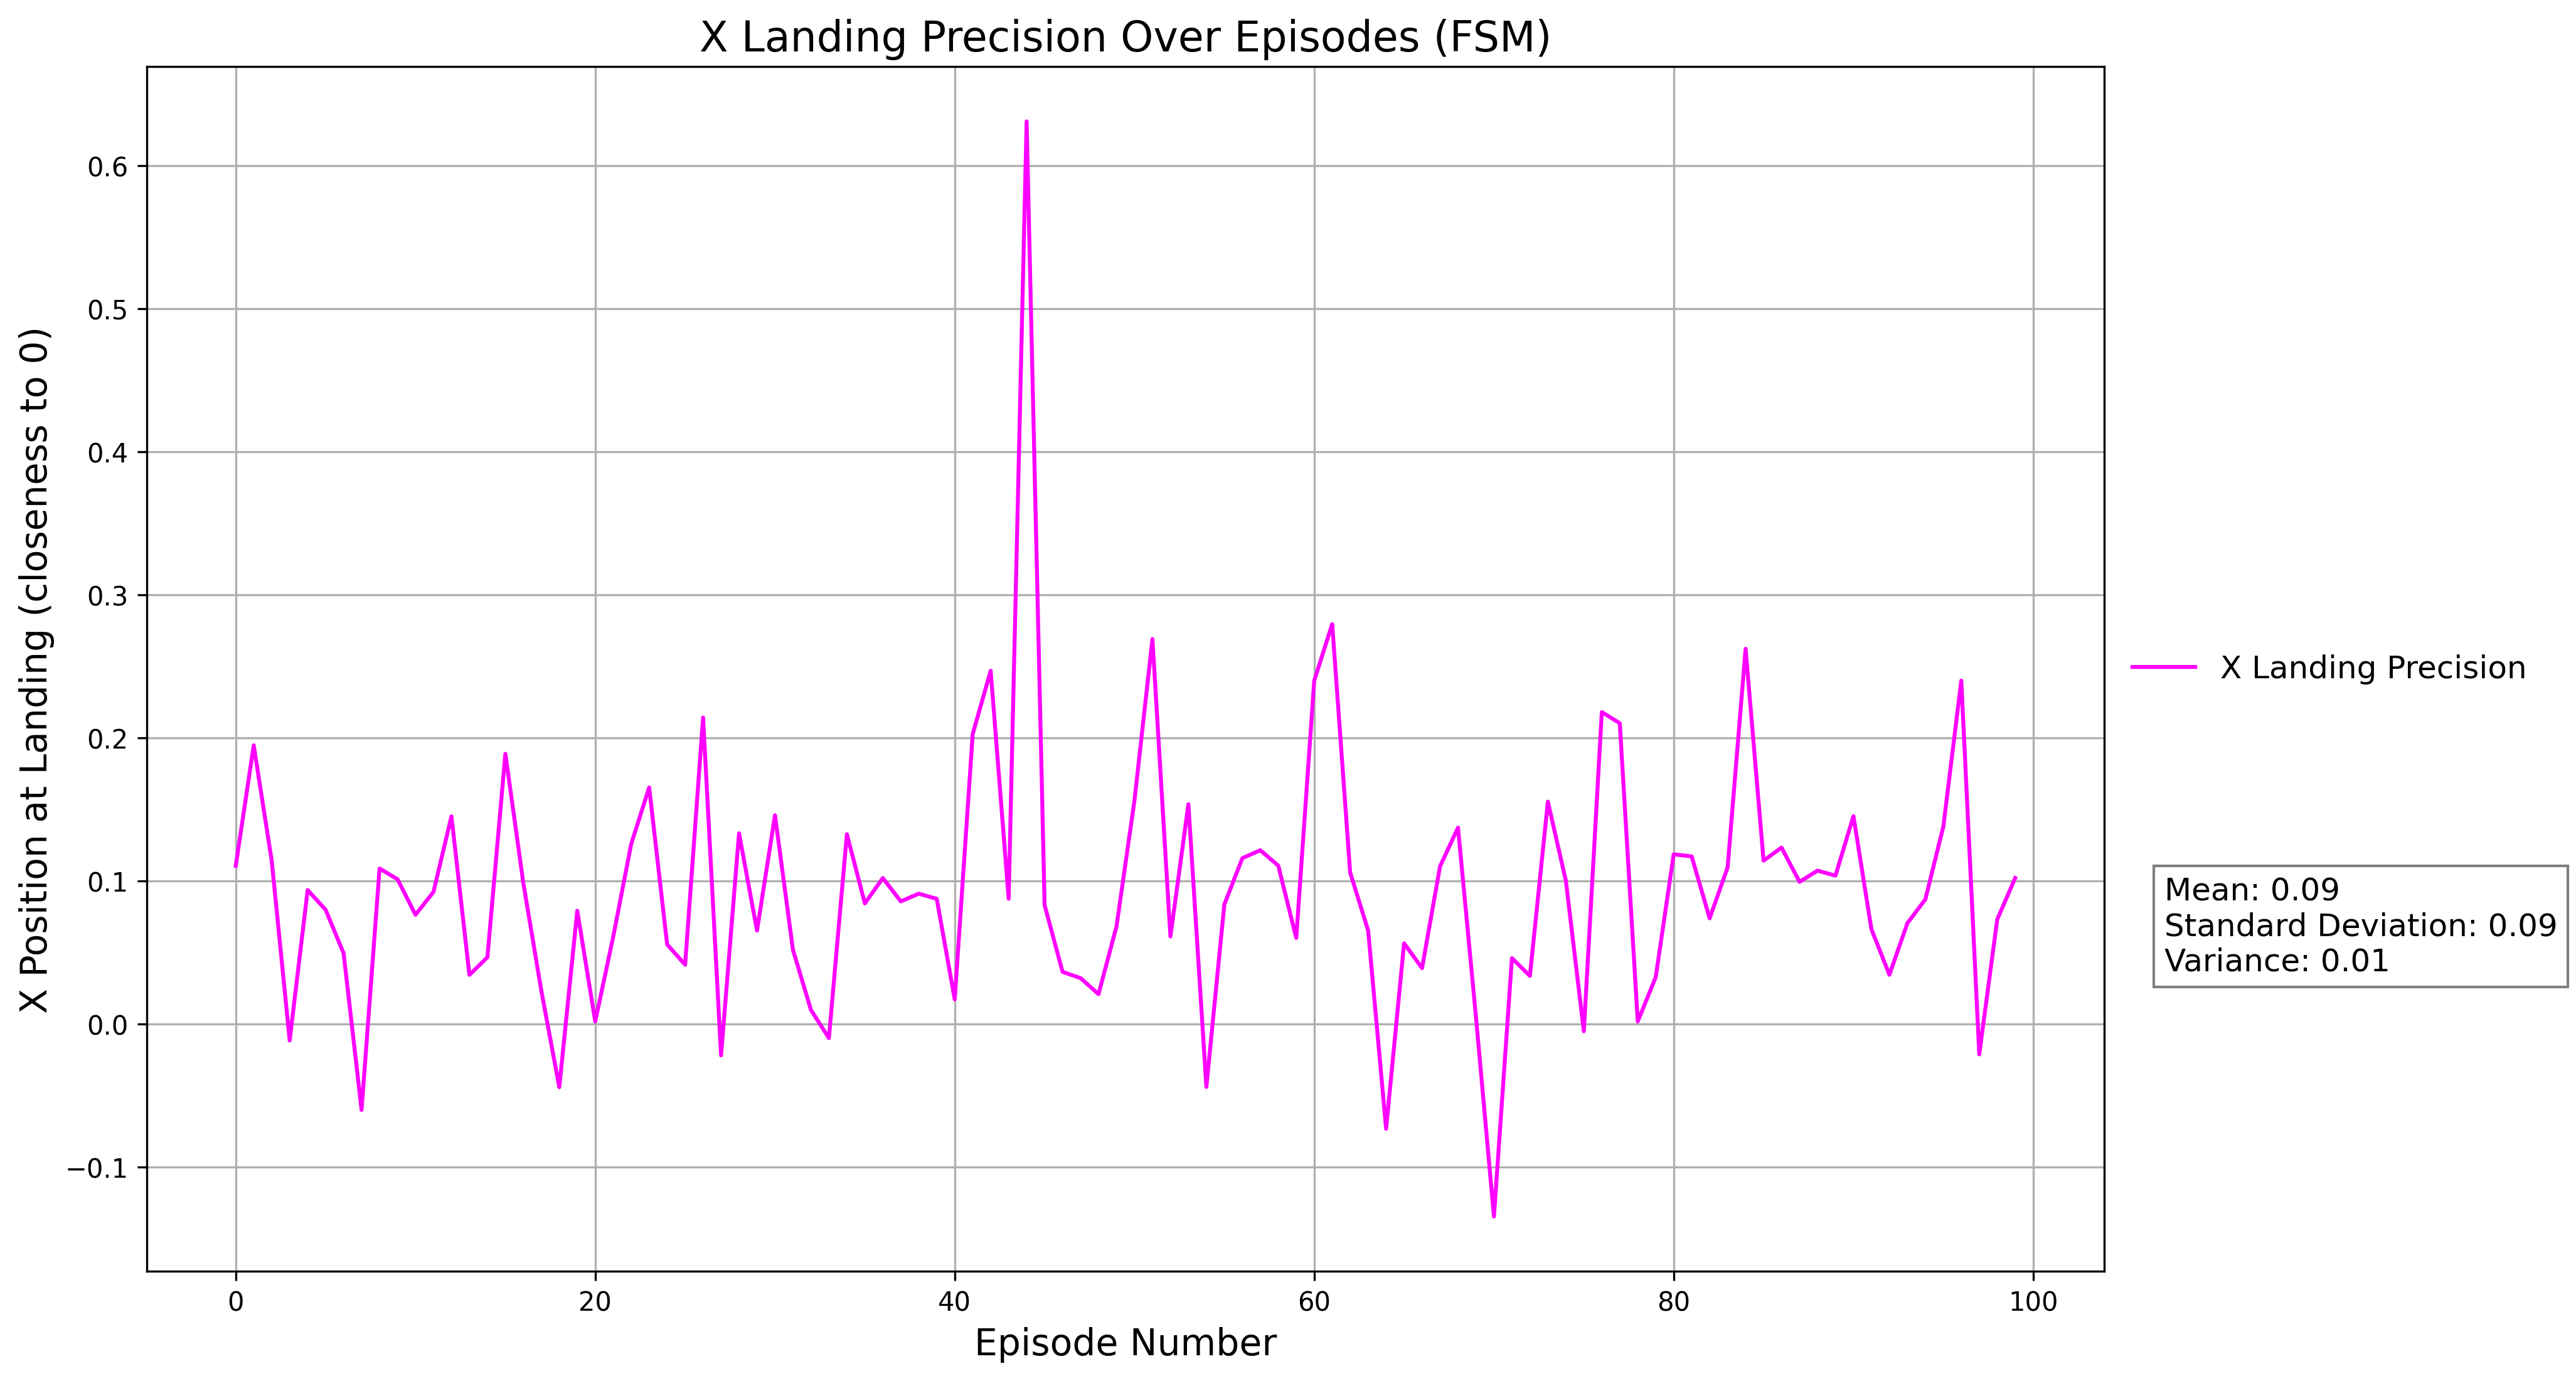 X Landing Precision Over Episodes (FSM)
X Position at Landing (closeness to 0)
0.6
0.5
0.4
0.3
0.2
0.1
0.0
−0.1
0
20
40
60
80
100
Episode Number
X Landing Precision
Mean: 0.09
Standard Deviation: 0.09
Variance: 0.01